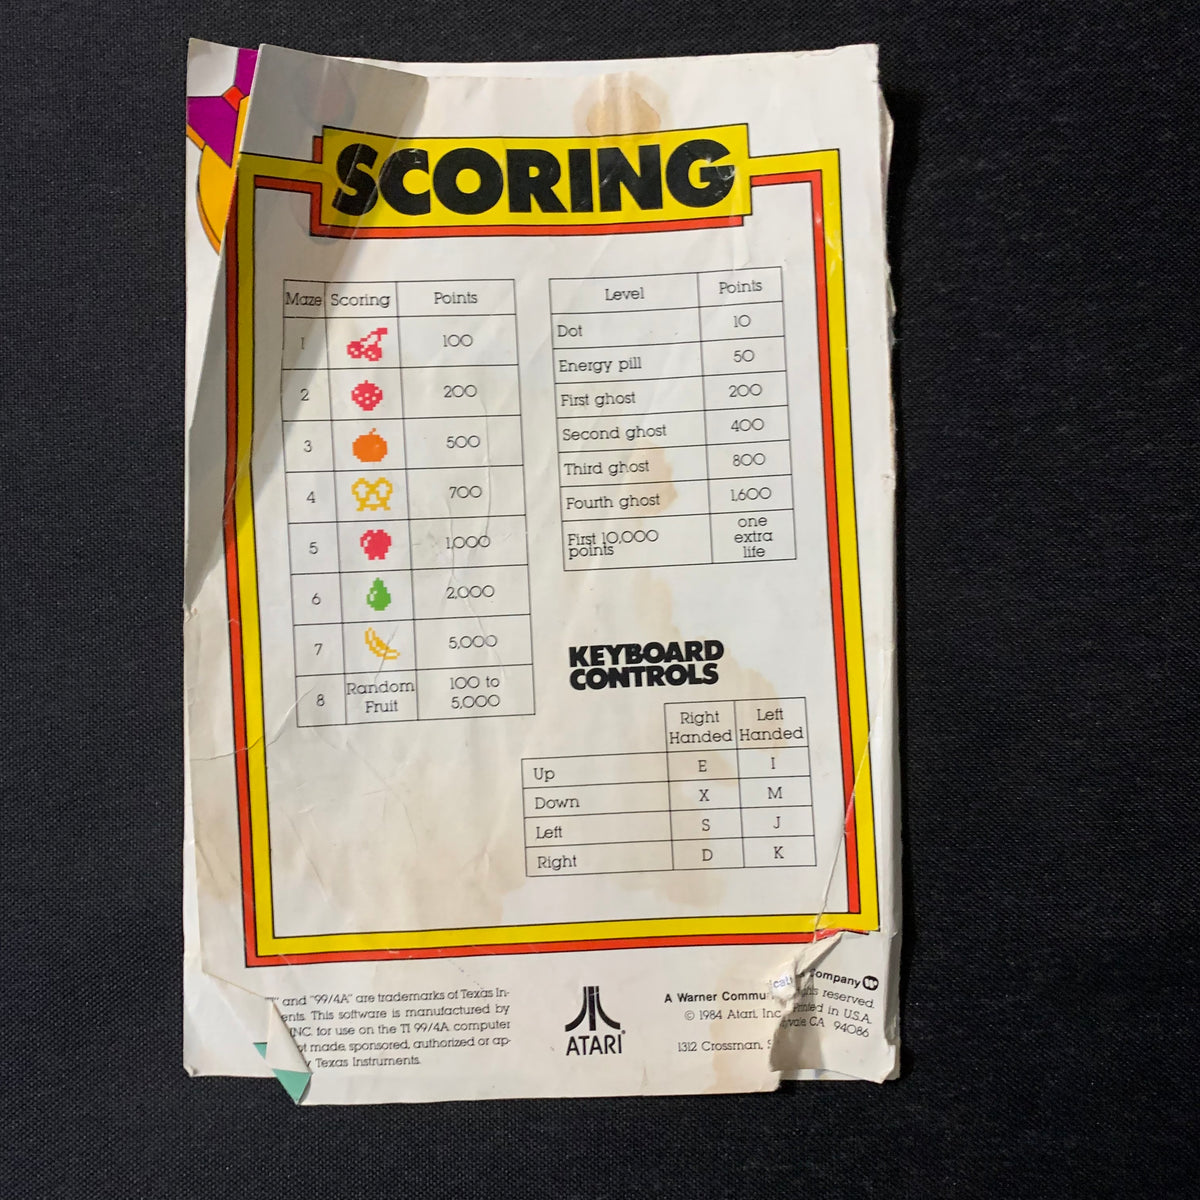 SCORING
Maze Scoring Points
1 100
2 200
3 500
4 700
5 1,000
6 2,000
7 5,000
8 Random Fruit 100 to 5,000
Level Points
Dot 10
Energy pill 50
First ghost 200
Second ghost 400
Third ghost 800
Fourth ghost 1,600
First 10,000 points one extra life
KEYBOARD
CONTROLS
Right Handed Left Handed
Up E I
Down X M
Left S J
Right D K
and "99/4A" are trademarks of Texas In-
ents. This software is manufactured by
INC. for use on the TI 99/4A computer
ot made, sponsored, authorized or ap-
Texas Instruments.
ATARI
A Warner Commu cati Company
© 1984 Atari, Inc. reserved.
Printed in U.S.A.
1312 Crossman, S vale CA 94086